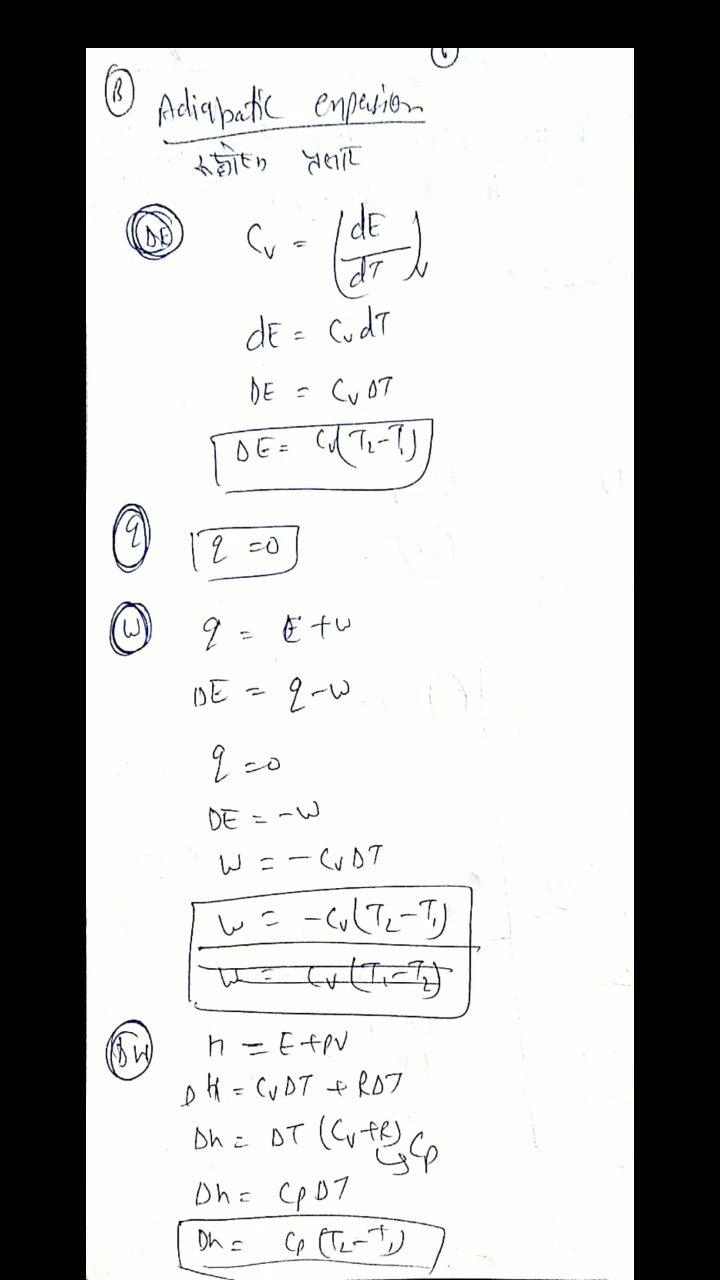 B
Adiabatic expension
रूद्धोष्म प्रसार
ΔE
Cv = (dE/dT)v
dE = CvdT
ΔE = CvΔT
ΔE = Cv(T2-T1)
q
q = 0
W
q = E + w
ΔE = q - w
q = 0
ΔE = -w
W = - CvΔT
W = -Cv(T2-T1)
W = Cv(T1-T2)
ΔH
h = E + PV
ΔH = CvΔT + RΔT
Δh = ΔT (Cv+R) ↪ Cp
Δh = CpΔT
Δh = Cp (T2-T1)